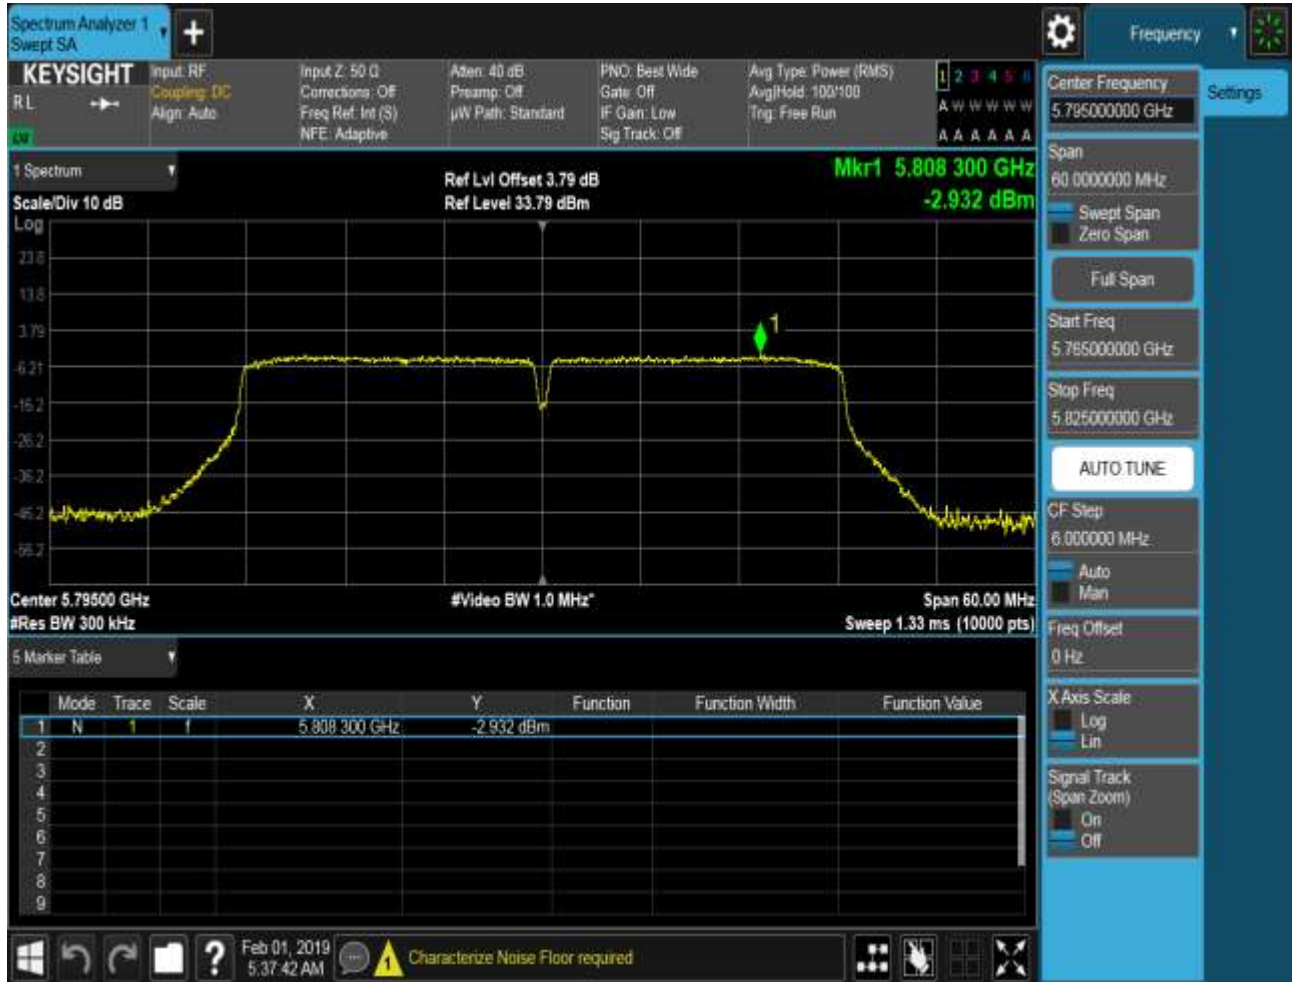 Spectrum Analyzer 1
Swept SA
Frequency
KEYSIGHT
Input: RF
Coupling: DC
Align: Auto
Input Z: 50 Ω
Corrections: Off
Freq Ref: Int (S)
NFE: Adaptive
Atten: 40 dB
Preamp: Off
µW Path: Standard
PNO: Best Wide
Gate: Off
IF Gain: Low
Sig Track: Off
Avg Type: Power (RMS)
Avg|Hold: 100/100
Trig: Free Run
1 2 3 4 5 6
A W W W W W
A A A A A A
R L
1 Spectrum
Scale/Div 10 dB
Ref Lvl Offset 3.79 dB
Ref Level 33.79 dBm
Mkr1 5.808 300 GHz
-2.932 dBm
Log
23.8
13.8
3.79
-6.21
-16.2
-26.2
-36.2
-46.2
-56.2
1
Center 5.79500 GHz
#Res BW 300 kHz
#Video BW 1.0 MHz*
Span 60.00 MHz
Sweep 1.33 ms (10000 pts)
5 Marker Table
Mode Trace Scale X Y Function Function Width Function Value
1 N 1 f 5.808 300 GHz -2.932 dBm
2
3
4
5
6
7
8
9
Feb 01, 2019
5:37:42 AM
?
1
Characterize Noise Floor required
Center Frequency
5.795000000 GHz
Settings
Span
60.0000000 MHz
Swept Span
Zero Span
Full Span
Start Freq
5.765000000 GHz
Stop Freq
5.825000000 GHz
AUTO TUNE
CF Step
6.000000 MHz
Auto
Man
Freq Offset
0 Hz
X Axis Scale
Log
Lin
Signal Track
(Span Zoom)
On
Off